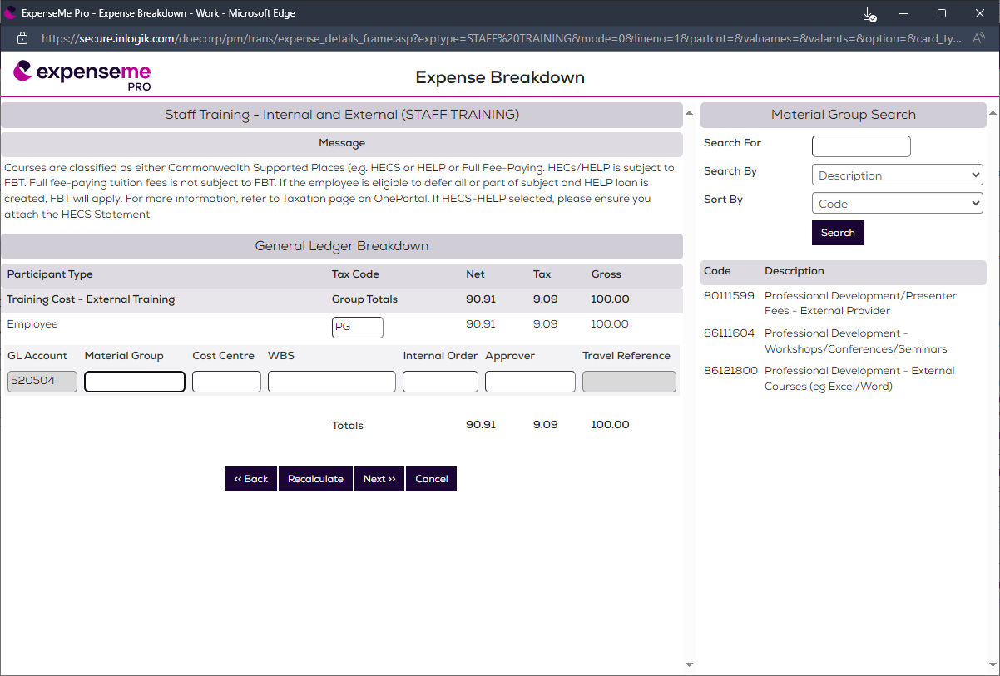 ExpenseMe Pro - Expense Breakdown - Work - Microsoft Edge
https://secure.inlogik.com/doecorp/pm/trans/expense_details_frame.asp?exptype=STAFF%20TRAINING&mode=0&lineno=1&partcnt=&valnames=&valamts=&option=&card_ty...
expenseme
PRO
Expense Breakdown
Staff Training - Internal and External (STAFF TRAINING)
Message
Courses are classified as either Commonwealth Supported Places (e.g. HECS or HELP or Full Fee-Paying. HECs/HELP is subject to
FBT. Full fee-paying tuition fees is not subject to FBT. If the employee is eligible to defer all or part of subject and HELP loan is
created, FBT will apply. For more information, refer to Taxation page on OnePortal. If HECS-HELP selected, please ensure you
attach the HECS Statement.
General Ledger Breakdown
Participant Type Tax Code Net Tax Gross
Training Cost - External Training Group Totals 90.91 9.09 100.00
Employee PG 90.91 9.09 100.00
GL Account Material Group Cost Centre WBS Internal Order Approver Travel Reference
520504
Totals 90.91 9.09 100.00
<< Back Recalculate Next >> Cancel
Material Group Search
Search For
Search By Description
Sort By Code
Search
Code Description
80111599 Professional Development/Presenter
Fees - External Provider
86111604 Professional Development -
Workshops/Conferences/Seminars
86121800 Professional Development - External
Courses (eg Excel/Word)